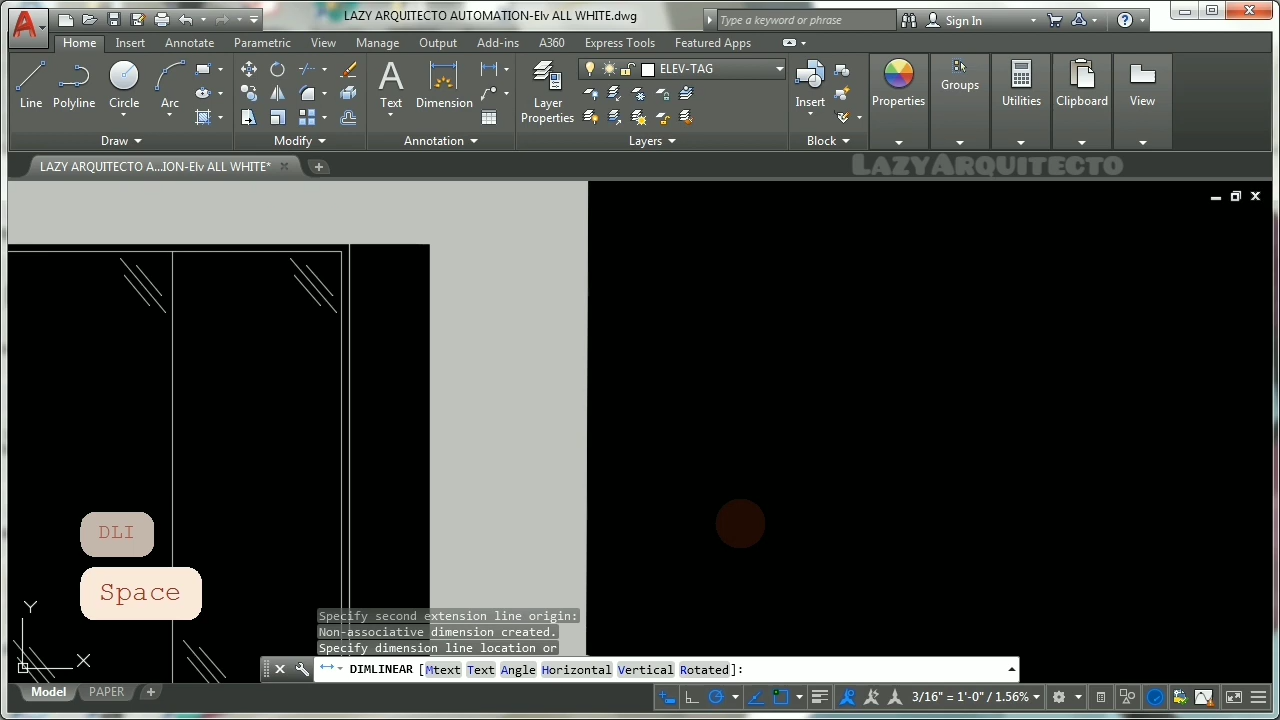 LAZY ARQUITECTO AUTOMATION-Elv ALL WHITE.dwg
Type a keyword or phrase
Sign In
Home Insert Annotate Parametric View Manage Output Add-ins A360 Express Tools Featured Apps
ELEV-TAG
Line Polyline Circle Arc
Text Dimension
Layer
Properties
Insert
Properties Groups Utilities Clipboard View
Draw Modify Annotation Layers Block
LAZY ARQUITECTO A...ION-Elv ALL WHITE*
LAZYARQUITECTO
DLI
Space
Y
X
Specify second extension line origin:
Non-associative dimension created.
Specify dimension line location or
DIMLINEAR [Mtext Text Angle Horizontal Vertical Rotated]:
Model PAPER
3/16" = 1'-0" / 1.56%